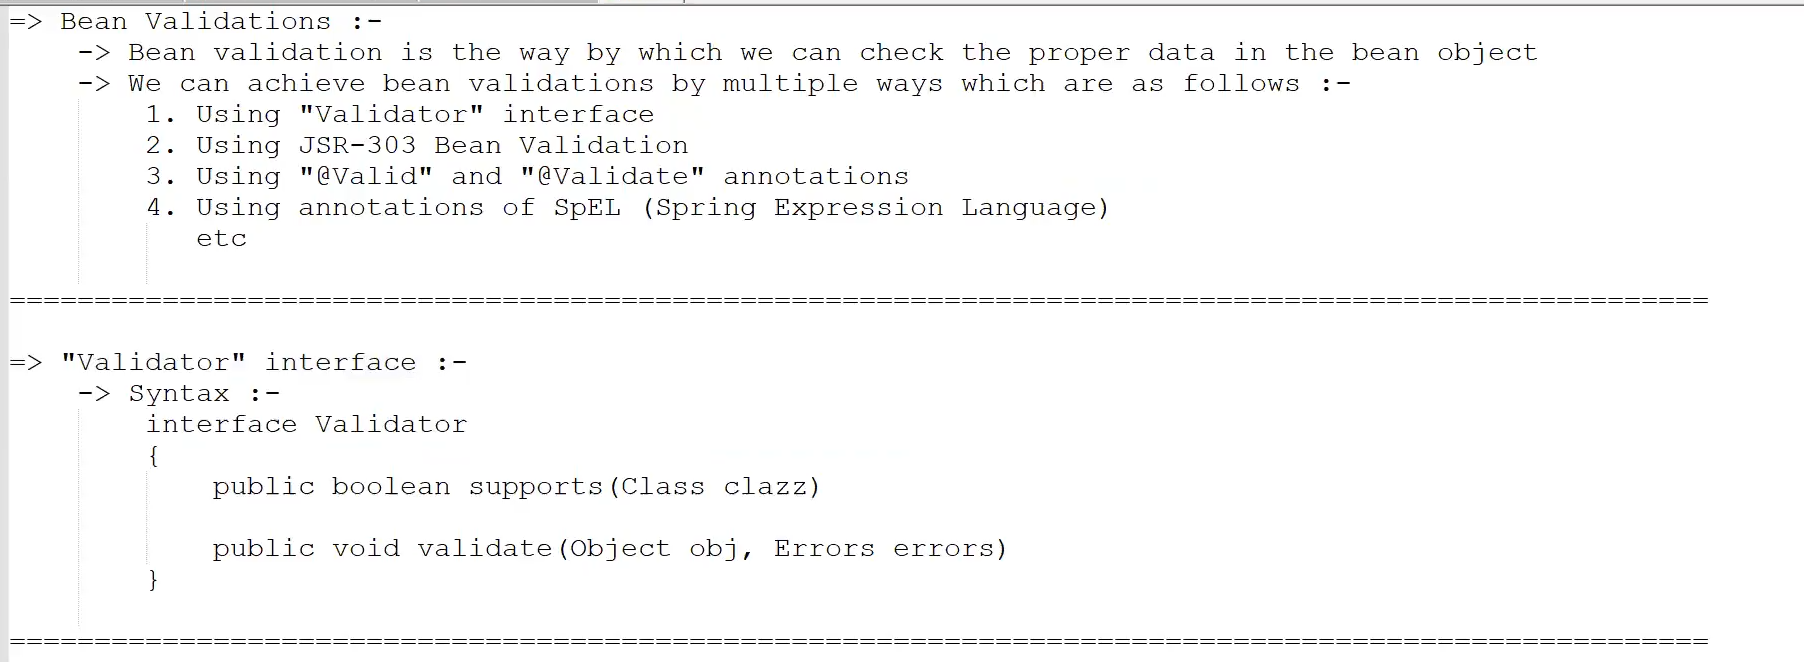 => Bean Validations :-
-> Bean validation is the way by which we can check the proper data in the bean object
-> We can achieve bean validations by multiple ways which are as follows :-
1. Using "Validator" interface
2. Using JSR-303 Bean Validation
3. Using "@Valid" and "@Validate" annotations
4. Using annotations of SpEL (Spring Expression Language)
etc
====================================================================================================
=> "Validator" interface :-
-> Syntax :-
interface Validator
{
public boolean supports(Class clazz)
public void validate(Object obj, Errors errors)
}
====================================================================================================